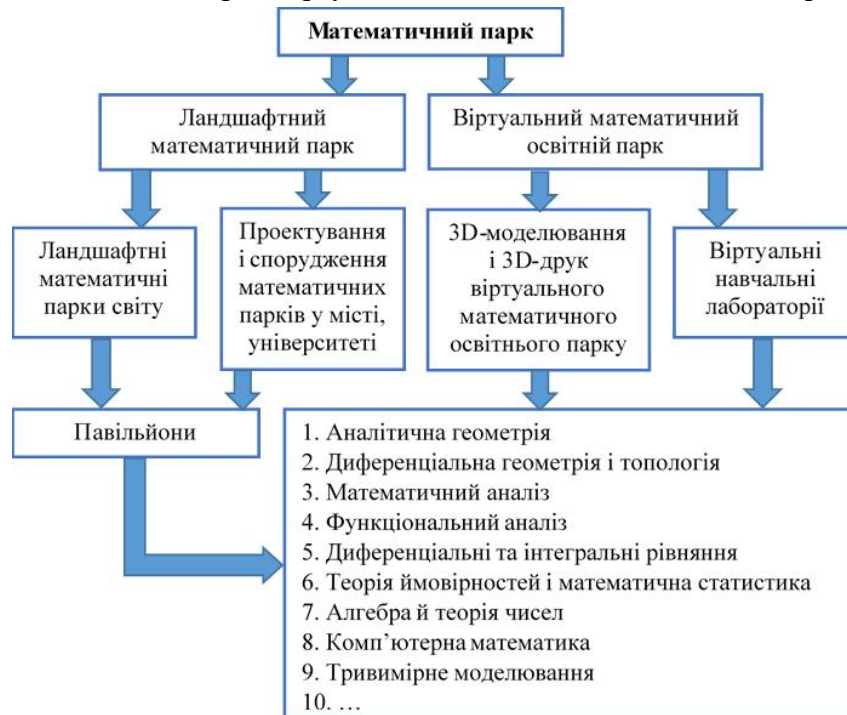 Математичний парк
Ландшафтний
математичний парк
Віртуальний математичний
освітній парк
Ландшафтні
математичні
парки світу
Проектування
і спорудження
математичних
парків у місті,
університеті
3D-моделювання
і 3D-друк
віртуального
математичного
освітнього парку
Віртуальні
навчальні
лабораторії
Павільйони
1. Аналітична геометрія
2. Диференціальна геометрія і топологія
3. Математичний аналіз
4. Функціональний аналіз
5. Диференціальні та інтегральні рівняння
6. Теорія ймовірностей і математична статистика
7. Алгебра й теорія чисел
8. Комп’ютерна математика
9. Тривимірне моделювання
10. …